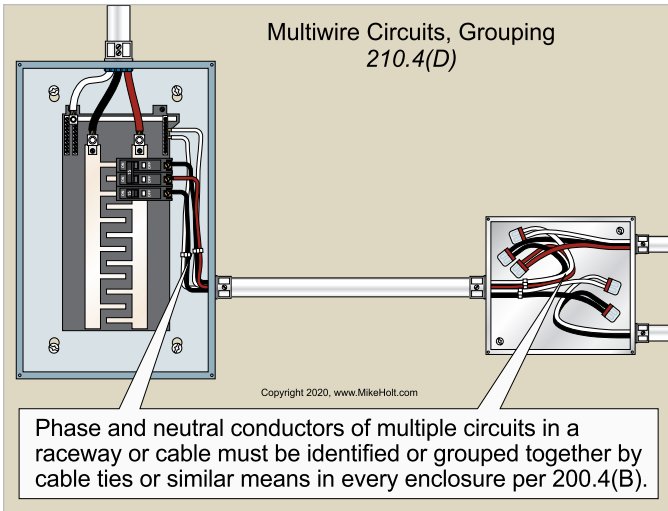 Multiwire Circuits, Grouping
210.4(D)
Copyright 2020, www.MikeHolt.com
Phase and neutral conductors of multiple circuits in a
raceway or cable must be identified or grouped together by
cable ties or similar means in every enclosure per 200.4(B).